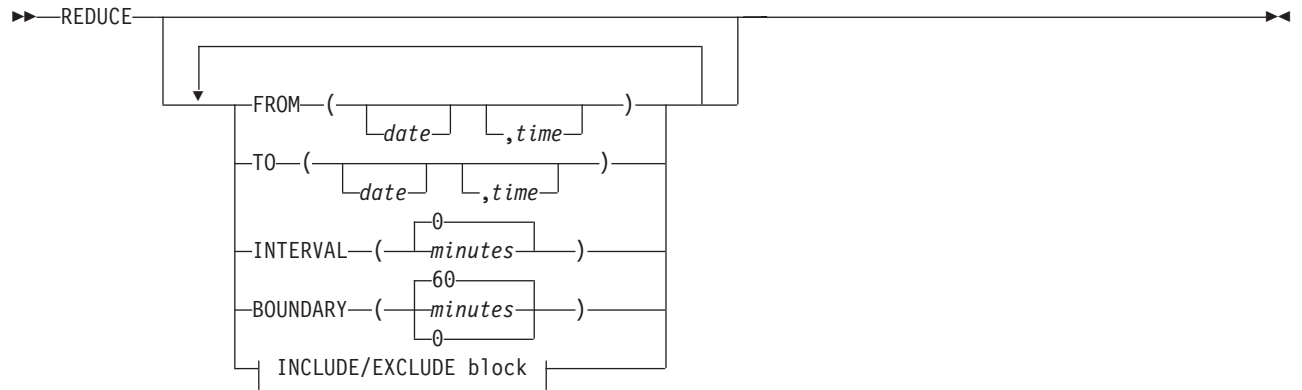 REDUCE
FROM ( date ,time )
TO ( date ,time )
0
INTERVAL ( minutes )
60
BOUNDARY ( minutes )
0
INCLUDE/EXCLUDE block